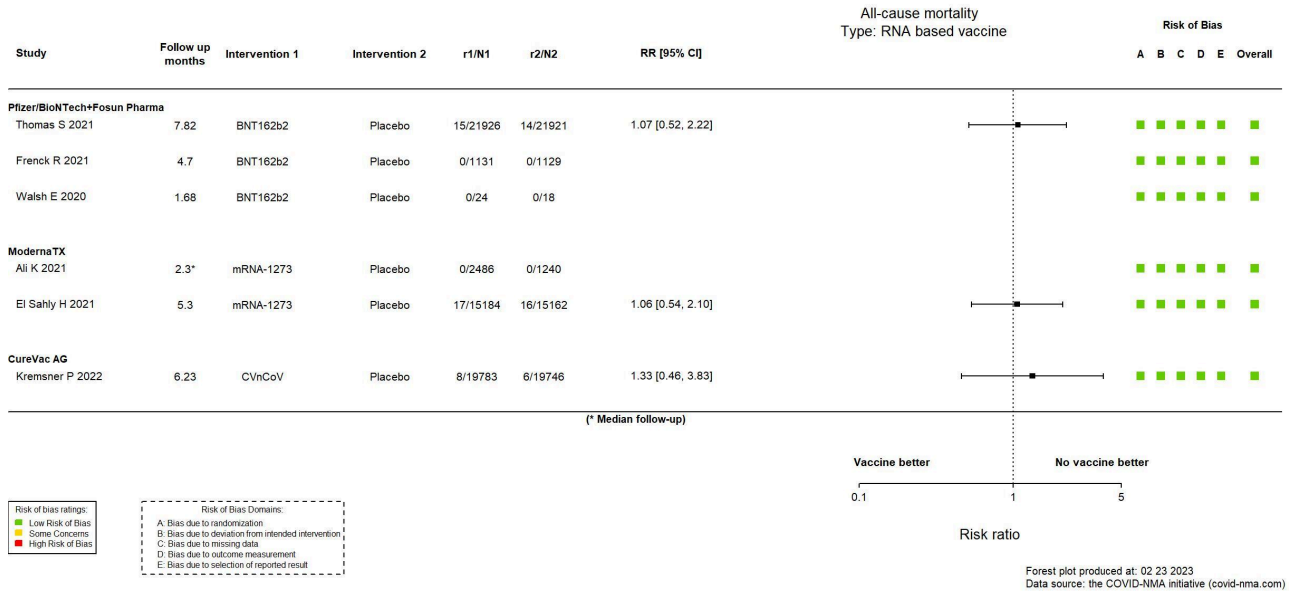 All-cause mortality
Type: RNA based vaccine
Risk of Bias
Study Follow up months Intervention 1 Intervention 2 r1/N1 r2/N2 RR [95% CI] A B C D E Overall
Pfizer/BioNTech+Fosun Pharma
Thomas S 2021 7.82 BNT162b2 Placebo 15/21926 14/21921 1.07 [0.52, 2.22]
Frenck R 2021 4.7 BNT162b2 Placebo 0/1131 0/1129
Walsh E 2020 1.68 BNT162b2 Placebo 0/24 0/18
ModernaTX
Ali K 2021 2.3* mRNA-1273 Placebo 0/2486 0/1240
El Sahly H 2021 5.3 mRNA-1273 Placebo 17/15184 16/15162 1.06 [0.54, 2.10]
CureVac AG
Kremsner P 2022 6.23 CVnCoV Placebo 8/19783 6/19746 1.33 [0.46, 3.83]
(* Median follow-up)
Vaccine better No vaccine better
0.1 1 5
Risk ratio
Risk of bias ratings:
Low Risk of Bias
Some Concerns
High Risk of Bias
Risk of Bias Domains:
A: Bias due to randomization
B: Bias due to deviation from intended intervention
C: Bias due to missing data
D: Bias due to outcome measurement
E: Bias due to selection of reported result
Forest plot produced at: 02 23 2023
Data source: the COVID-NMA initiative (covid-nma.com)